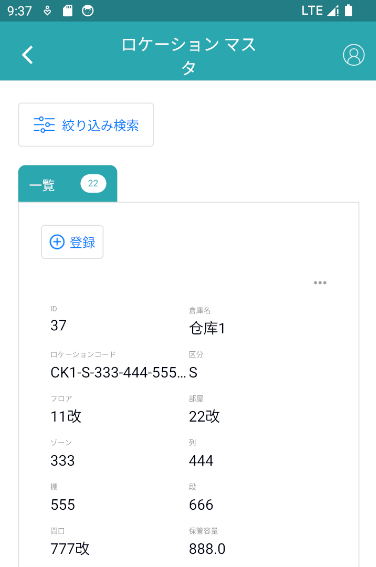 9:37 LTE
ロケーション マス
タ
絞り込み検索
一覧 22
登録
ID 倉庫名
37 仓库1
ロケーションコード 区分
CK1-S-333-444-555... S
フロア 部屋
11改 22改
ゾーン 列
333 444
棚 段
555 666
間口 保管容量
777改 888.0